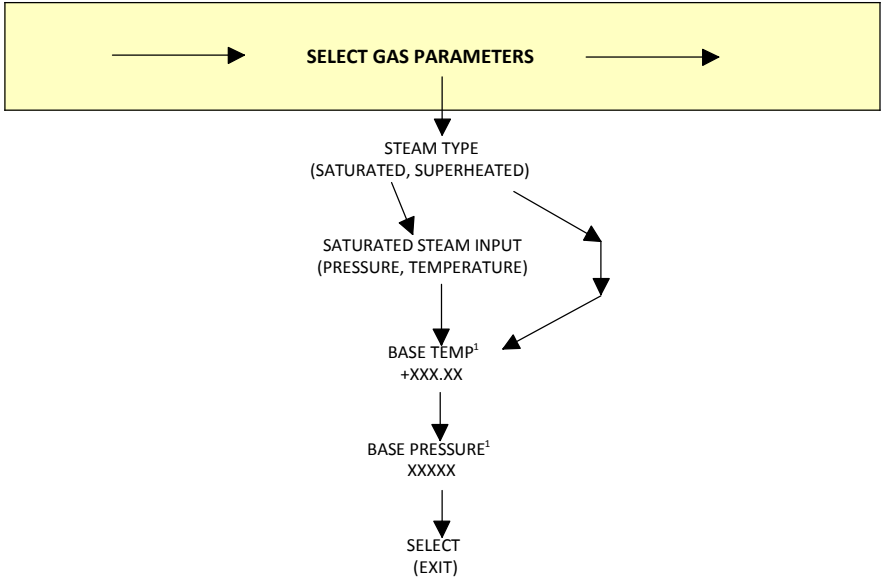 SELECT GAS PARAMETERS
STEAM TYPE
(SATURATED, SUPERHEATED)
SATURATED STEAM INPUT
(PRESSURE, TEMPERATURE)
BASE TEMP¹
+XXX.XX
BASE PRESSURE¹
XXXXX
SELECT
(EXIT)